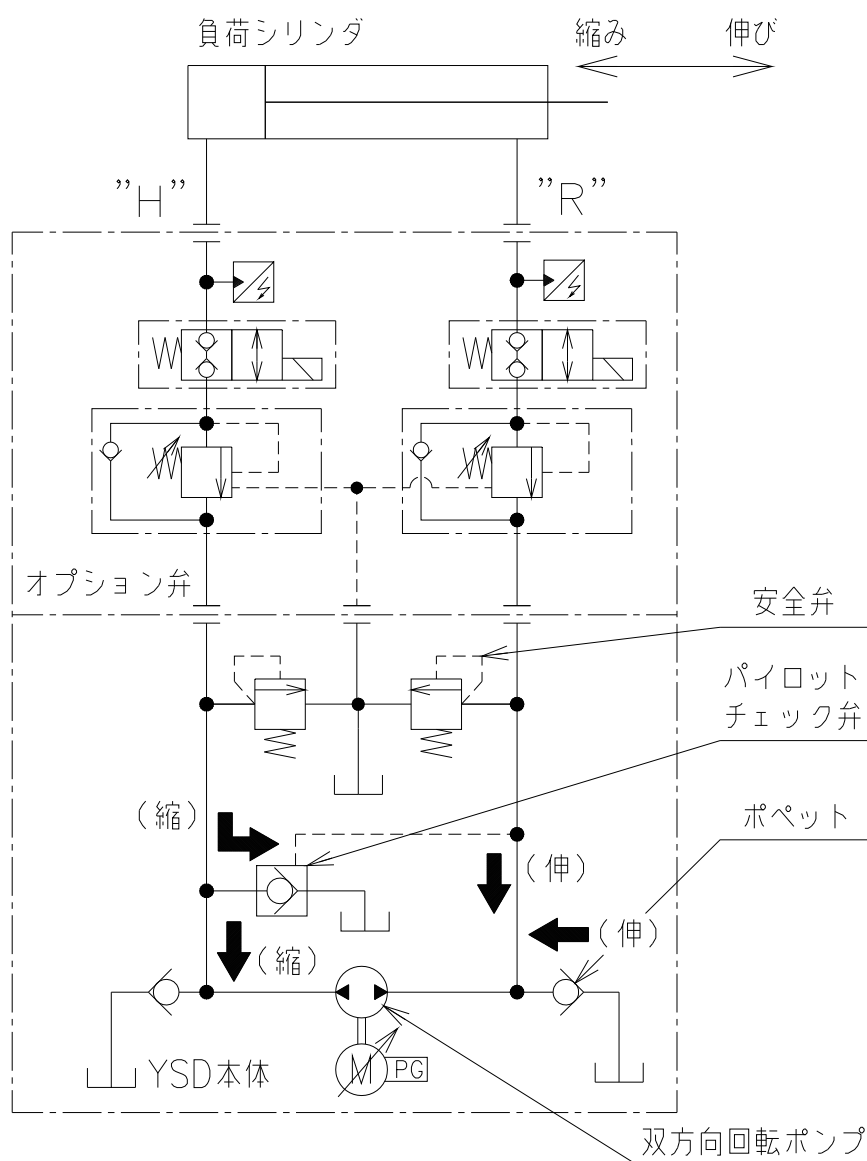 負荷シリンダ
縮み
伸び
"H"
"R"
オプション弁
安全弁
パイロット
チェック弁
(縮)
ポペット
(伸)
(伸)
(縮)
M
PG
YSD本体
双方向回転ポンプ